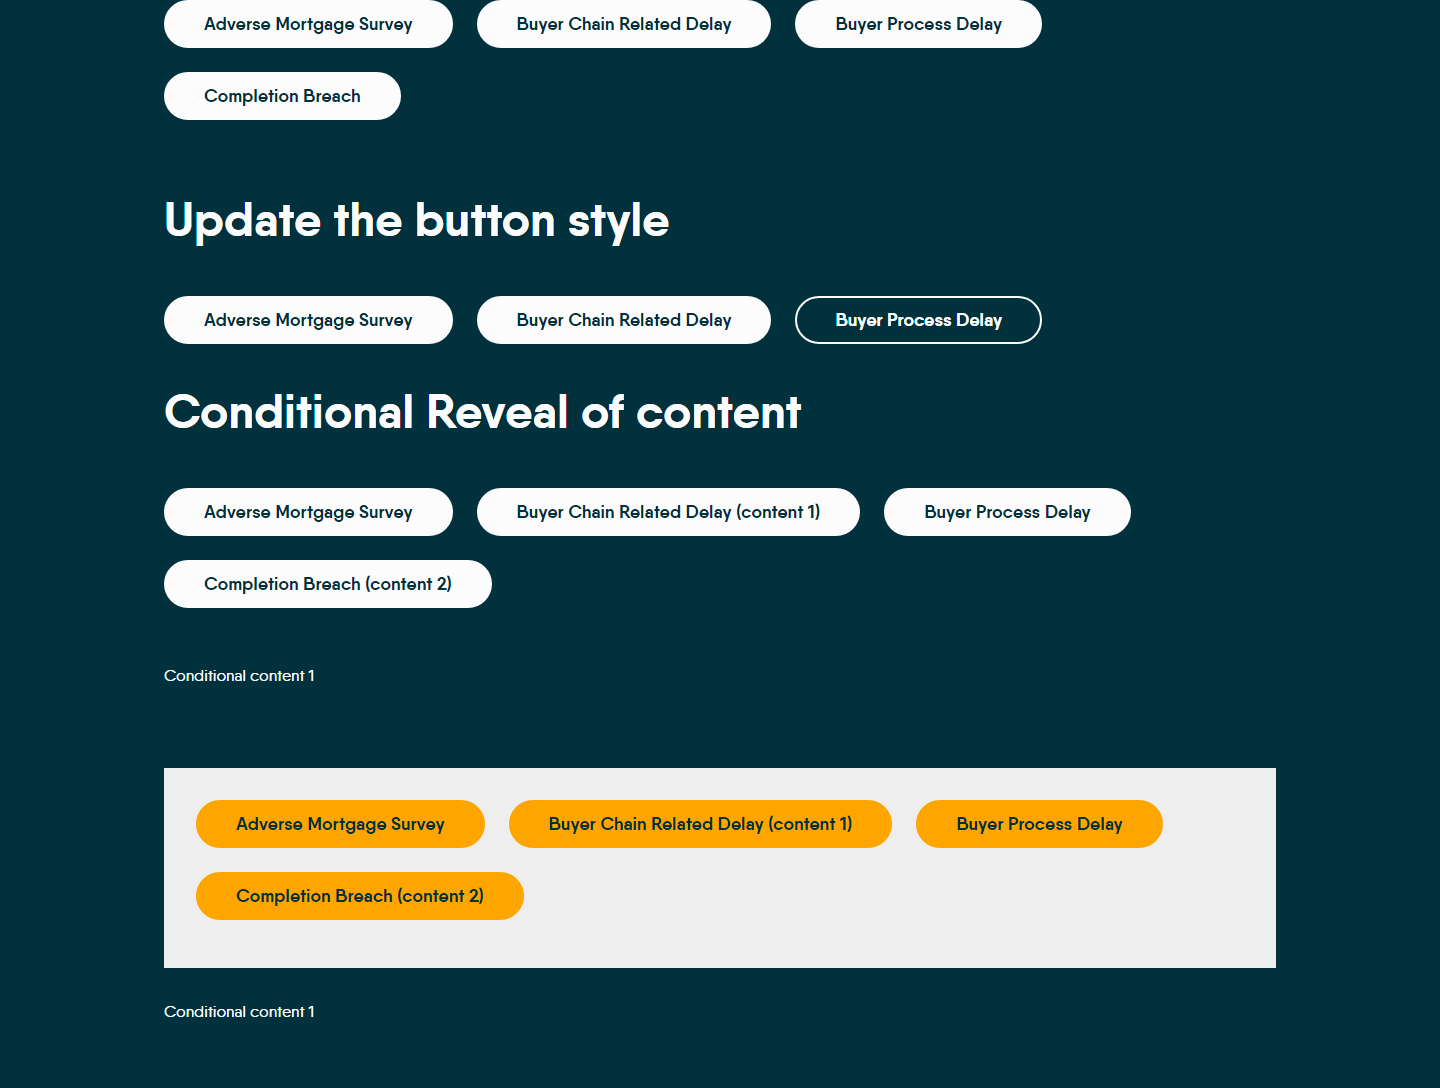 Adverse Mortgage Survey Buyer Chain Related Delay Buyer Process Delay
Completion Breach
Update the button style
Adverse Mortgage Survey Buyer Chain Related Delay Buyer Process Delay
Conditional Reveal of content
Adverse Mortgage Survey Buyer Chain Related Delay (content 1) Buyer Process Delay
Completion Breach (content 2)
Conditional content 1
Adverse Mortgage Survey Buyer Chain Related Delay (content 1) Buyer Process Delay
Completion Breach (content 2)
Conditional content 1